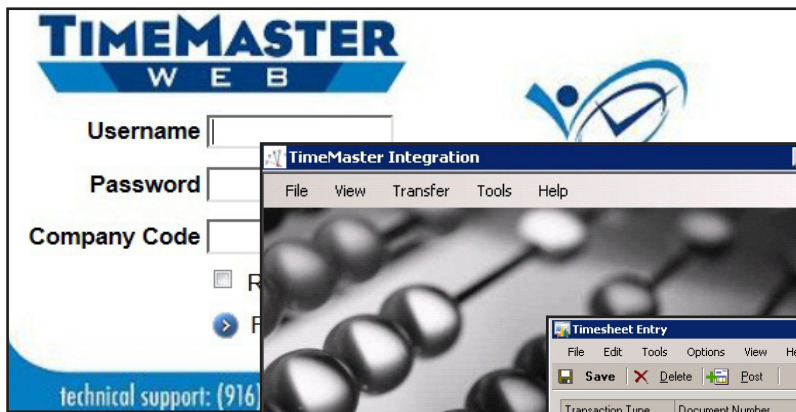 TIMEMASTER
WEB
Username
Password
Company Code
R
F
technical support: (916)
TimeMaster Integration
File View Transfer Tools Help
Timesheet Entry
File Edit Tools Options View He
Save Delete Post
Transaction Type Document Number